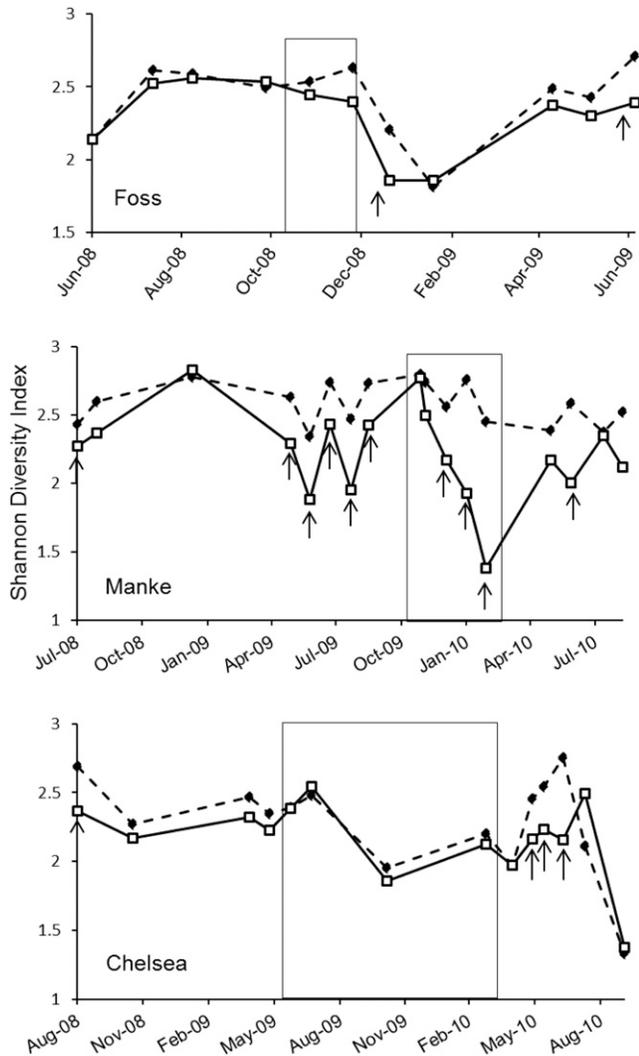 3
2.5
2
1.5
Foss
Jun-08
Aug-08
Oct-08
Dec-08
Feb-09
Apr-09
Jun-09
Shannon Diversity Index
3
2.5
2
1.5
1
Manke
Jul-08
Oct-08
Jan-09
Apr-09
Jul-09
Oct-09
Jan-10
Apr-10
Jul-10
3
2.5
2
1.5
1
Chelsea
Aug-08
Nov-08
Feb-09
May-09
Aug-09
Nov-09
Feb-10
May-10
Aug-10